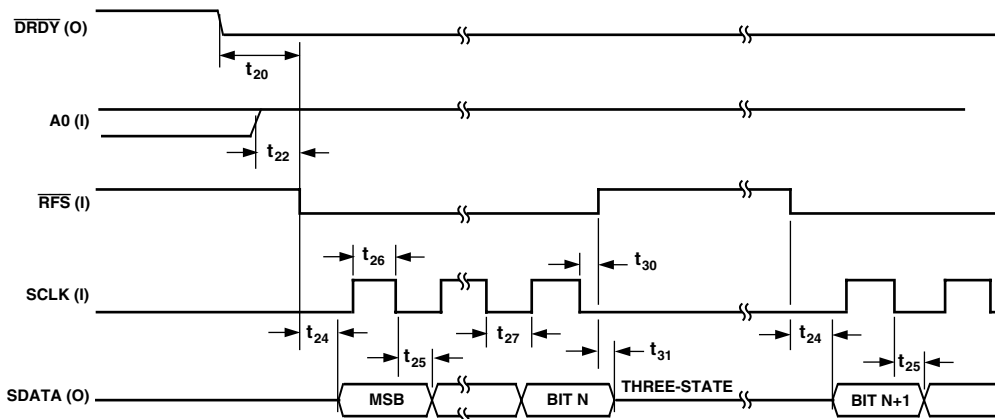 DRDY (O)
t20
A0 (I)
t22
RFS (I)
t26
t30
SCLK (I)
t24
t25
t27
t31
t24
t25
SDATA (O)
MSB
BIT N
THREE-STATE
BIT N+1